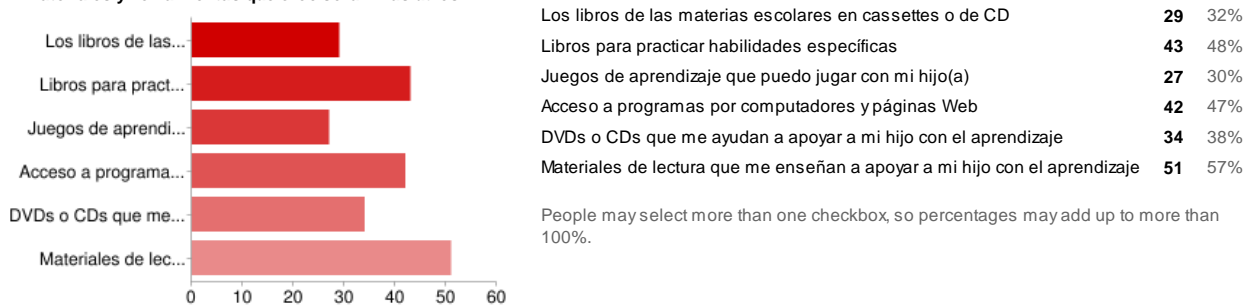 Los libros de las...
Libros para pract...
Juegos de aprendi...
Acceso a programa...
DVDs o CDs que me...
Materiales de lec...
0 10 20 30 40 50 60
Los libros de las materias escolares en cassettes o de CD 29 32%
Libros para practicar habilidades específicas 43 48%
Juegos de aprendizaje que puedo jugar con mi hijo(a) 27 30%
Acceso a programas por computadores y páginas Web 42 47%
DVDs o CDs que me ayudan a apoyar a mi hijo con el aprendizaje 34 38%
Materiales de lectura que me enseñan a apoyar a mi hijo con el aprendizaje 51 57%
People may select more than one checkbox, so percentages may add up to more than
100%.